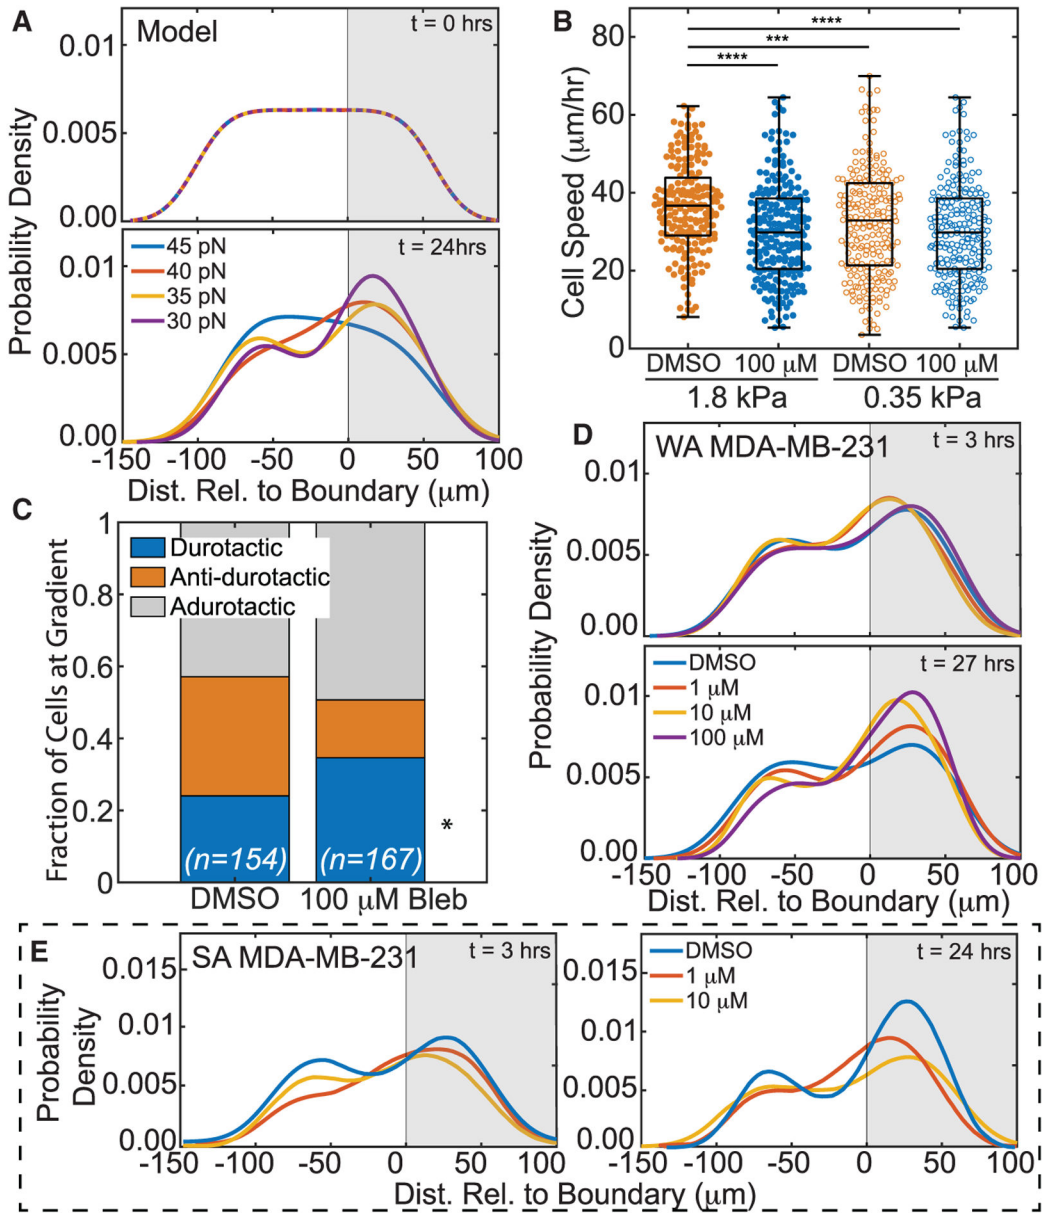 A
Model
t = 0 hrs
0.01
0.005
0.00
t = 24hrs
45 pN
40 pN
35 pN
30 pN
0.01
0.005
0.00
-150 -100 -50 0 50 100
Dist. Rel. to Boundary (μm)
Probability Density
B
****
***
****
80
60
40
20
0
Cell Speed (μm/hr)
DMSO 100 μM DMSO 100 μM
1.8 kPa 0.35 kPa
C
1
0.8
0.6
0.4
0.2
0
Fraction of Cells at Gradient
Durotactic
Anti-durotactic
Adurotactic
(n=154) (n=167)
*
DMSO 100 μM Bleb
D
WA MDA-MB-231
t = 3 hrs
0.01
0.005
0.00
DMSO
1 μM
10 μM
100 μM
t = 27 hrs
0.01
0.005
0.00
-150 -100 -50 0 50 100
Dist. Rel. to Boundary (μm)
Probability Density
E
SA MDA-MB-231
t = 3 hrs
0.015
0.01
0.005
0.00
-150 -100 -50 0 50 100
Probability
Density
DMSO
1 μM
10 μM
t = 24 hrs
0.015
0.01
0.005
0.00
-150 -100 -50 0 50 100
Dist. Rel. to Boundary (μm)